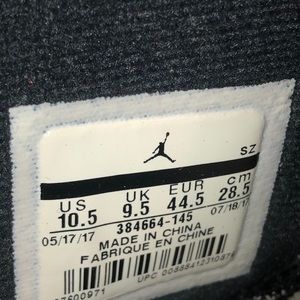 SZ
US UK EUR cm
10.5 9.5 44.5 28.5
384664-145
05/17/17 07/18/17
MADE IN CHINA
FABRIQUE EN CHINE
UPC